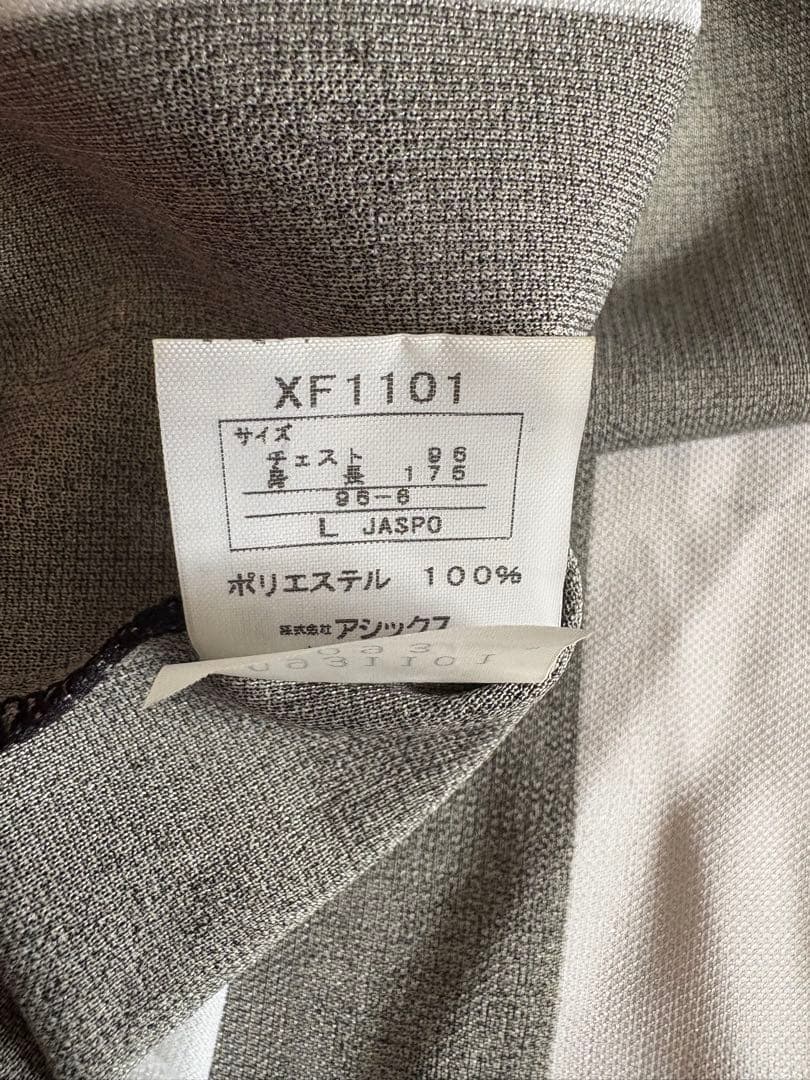 XF1101
サイズ
チェスト 96
身長 175
96-6
L JASPO
ポリエステル 100%
株式会社アシックス